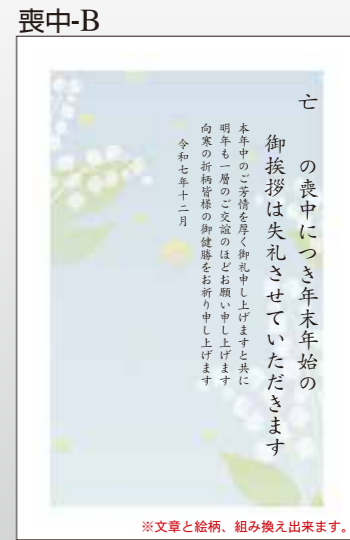 喪中-B
亡　の喪中につき年末年始の
御挨拶は失礼させていただきます
本年中のご芳情を厚く御礼申し上げますと共に
明年も一層のご交誼のほどお願い申し上げます
向寒の折柄皆様の御健勝をお祈り申し上げます
令和七年十二月
※文章と絵柄、組み換え出来ます。